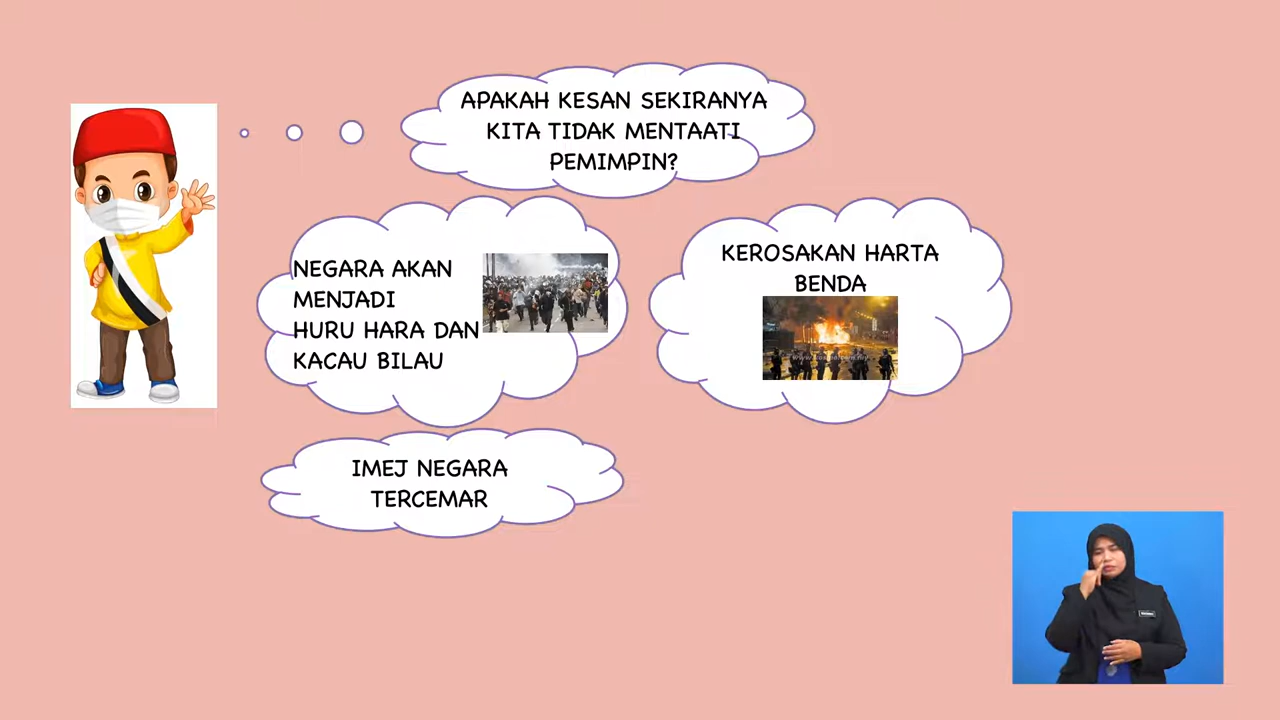 APAKAH KESAN SEKIRANYA
KITA TIDAK MENTAATI
PEMIMPIN?
NEGARA AKAN
MENJADI
HURU HARA DAN
KACAU BILAU
KEROSAKAN HARTA
BENDA
IMEJ NEGARA
TERCEMAR